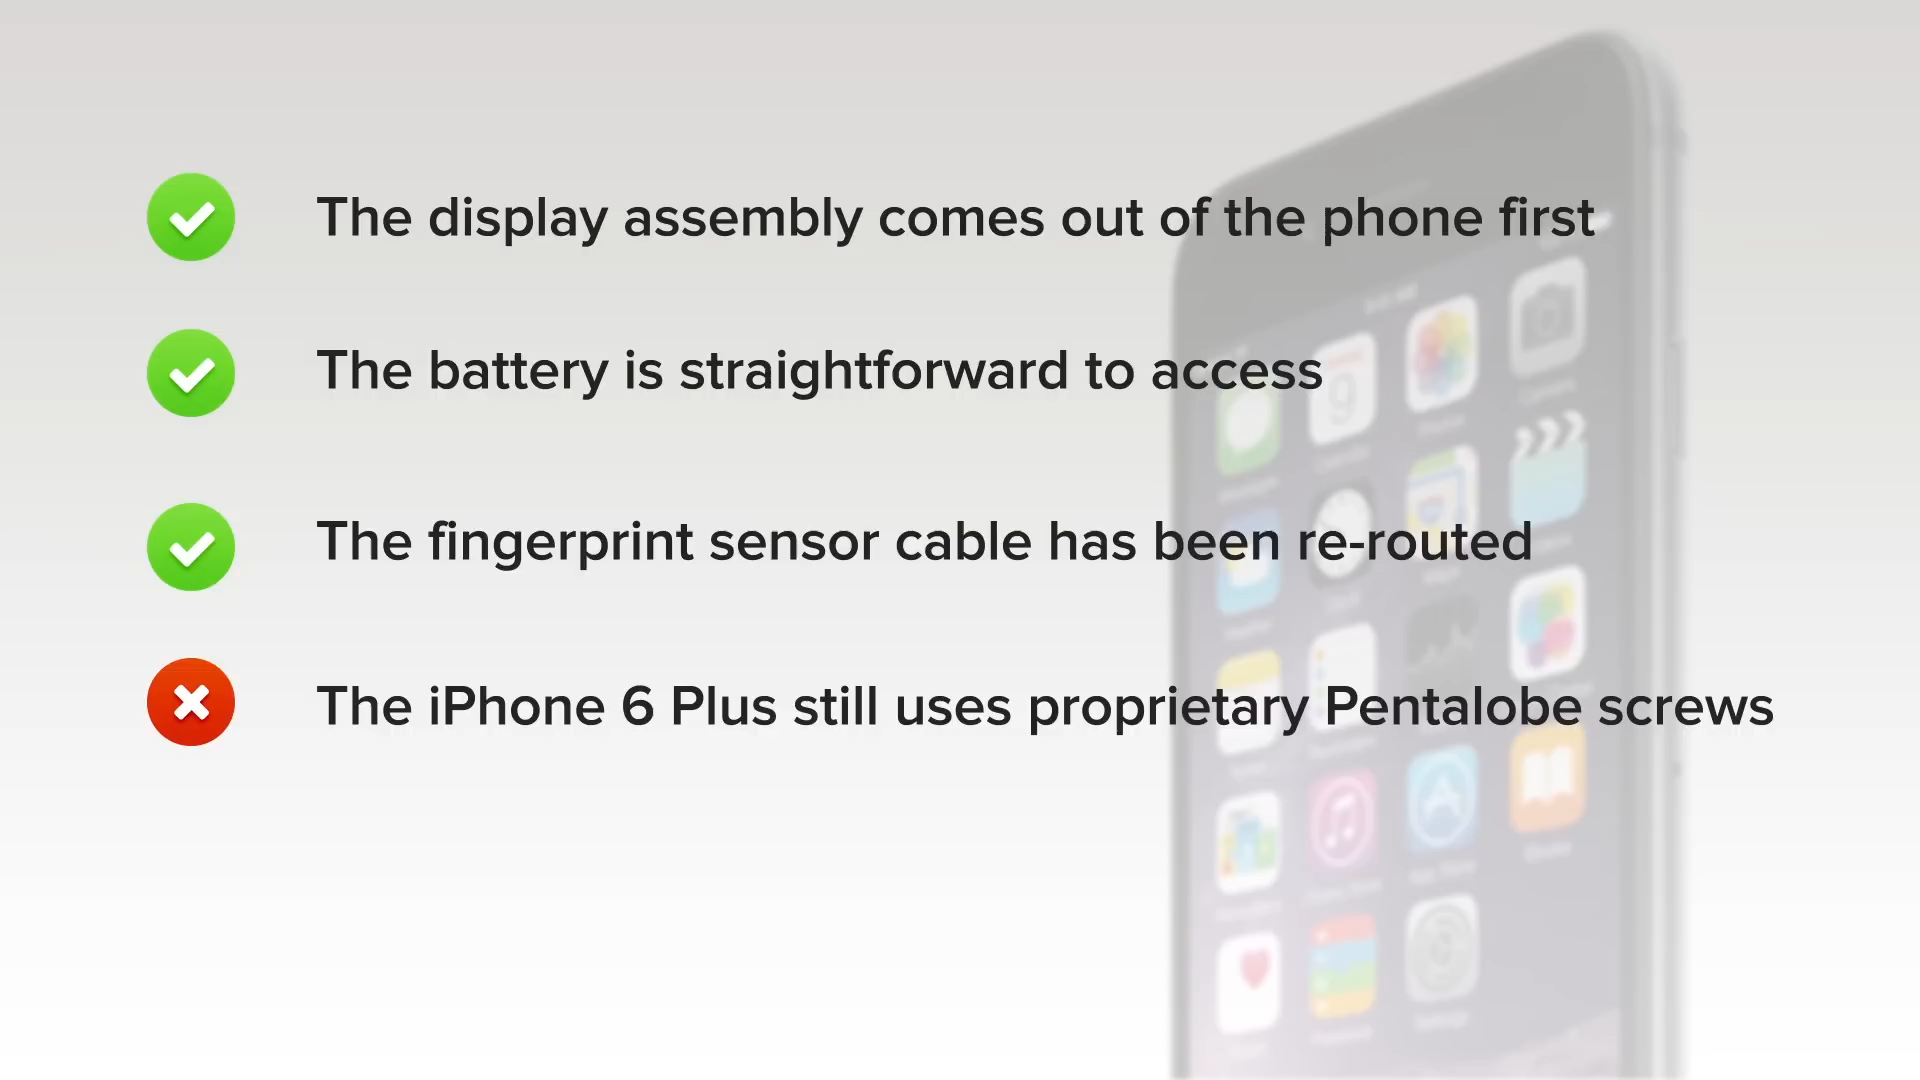 The display assembly comes out of the phone first
The battery is straightforward to access
The fingerprint sensor cable has been re-routed
The iPhone 6 Plus still uses proprietary Pentalobe screws
9